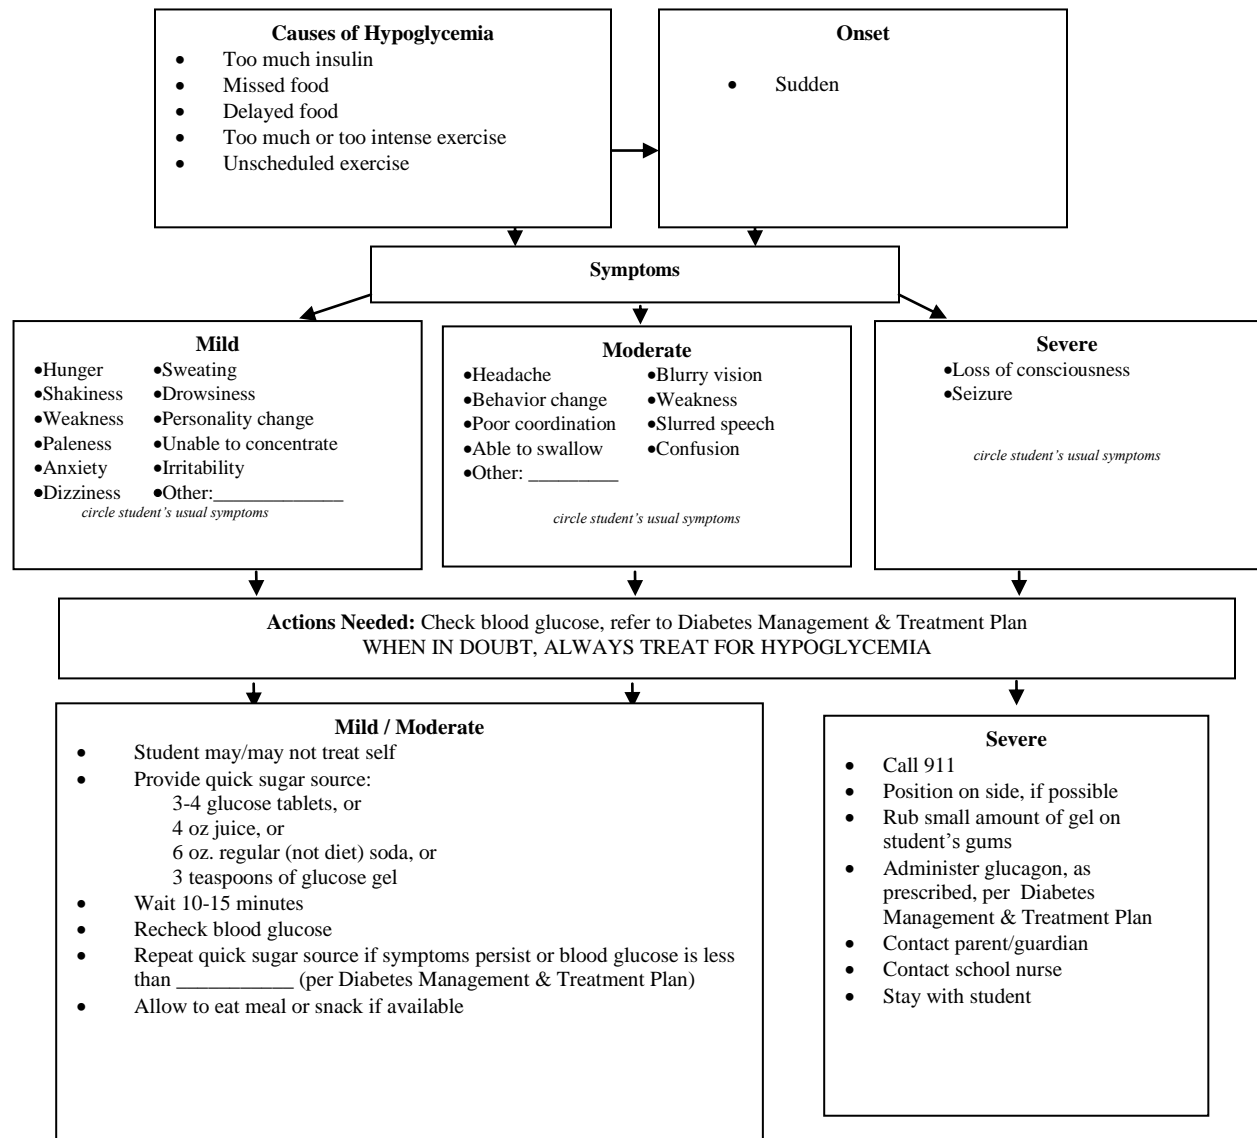 Causes of Hypoglycemia
• Too much insulin
• Missed food
• Delayed food
• Too much or too intense exercise
• Unscheduled exercise
Onset
• Sudden
Symptoms
Mild
•Hunger •Sweating
•Shakiness •Drowsiness
•Weakness •Personality change
•Paleness •Unable to concentrate
•Anxiety •Irritability
•Dizziness •Other:_____________
circle student’s usual symptoms
Moderate
•Headache •Blurry vision
•Behavior change •Weakness
•Poor coordination •Slurred speech
•Able to swallow •Confusion
•Other: _________
circle student’s usual symptoms
Severe
•Loss of consciousness
•Seizure
circle student’s usual symptoms
Actions Needed: Check blood glucose, refer to Diabetes Management & Treatment Plan
WHEN IN DOUBT, ALWAYS TREAT FOR HYPOGLYCEMIA
Mild / Moderate
• Student may/may not treat self
• Provide quick sugar source:
3-4 glucose tablets, or
4 oz juice, or
6 oz. regular (not diet) soda, or
3 teaspoons of glucose gel
• Wait 10-15 minutes
• Recheck blood glucose
• Repeat quick sugar source if symptoms persist or blood glucose is less
than ___________ (per Diabetes Management & Treatment Plan)
• Allow to eat meal or snack if available
Severe
• Call 911
• Position on side, if possible
• Rub small amount of gel on
student’s gums
• Administer glucagon, as
prescribed, per Diabetes
Management & Treatment Plan
• Contact parent/guardian
• Contact school nurse
• Stay with student